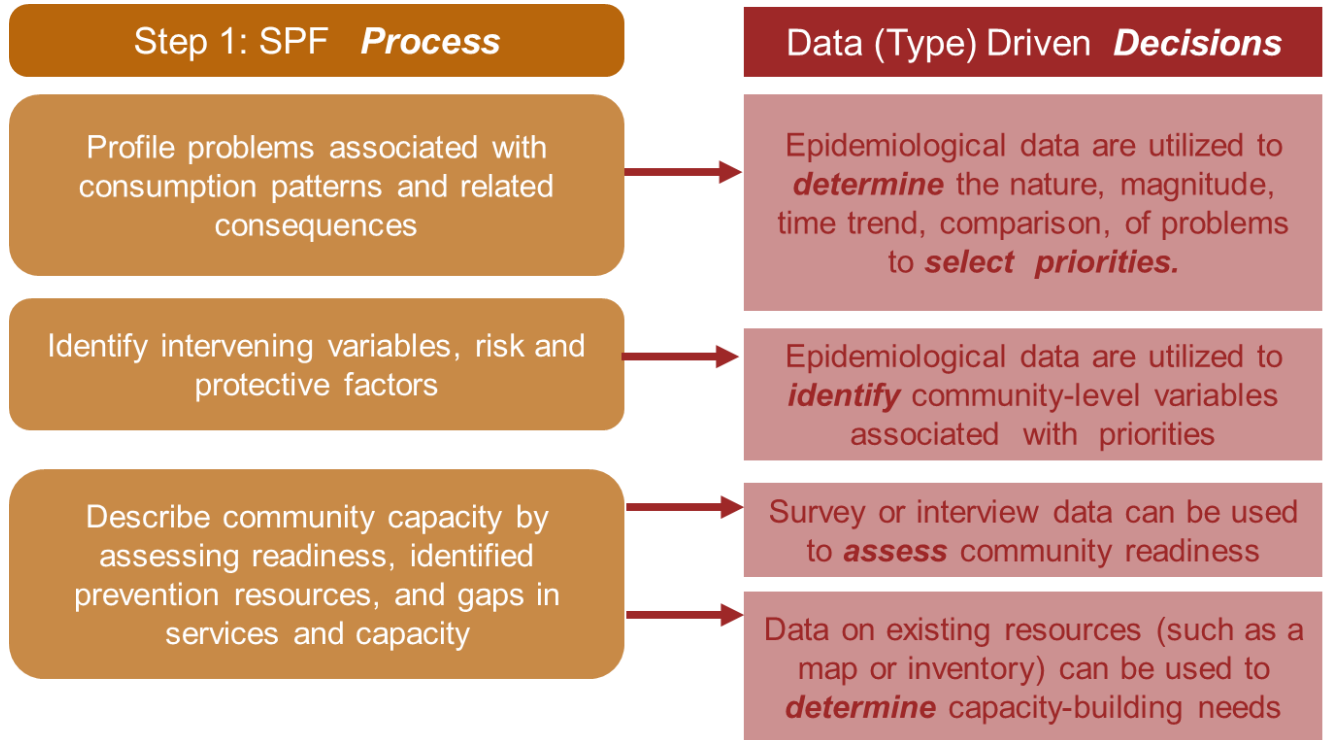 Step 1: SPF Process
Data (Type) Driven Decisions
Profile problems associated with
consumption patterns and related
consequences
Epidemiological data are utilized to
determine the nature, magnitude,
time trend, comparison, of problems
to select priorities.
Identify intervening variables, risk and
protective factors
Epidemiological data are utilized to
identify community-level variables
associated with priorities
Describe community capacity by
assessing readiness, identified
prevention resources, and gaps in
services and capacity
Survey or interview data can be used
to assess community readiness
Data on existing resources (such as a
map or inventory) can be used to
determine capacity-building needs